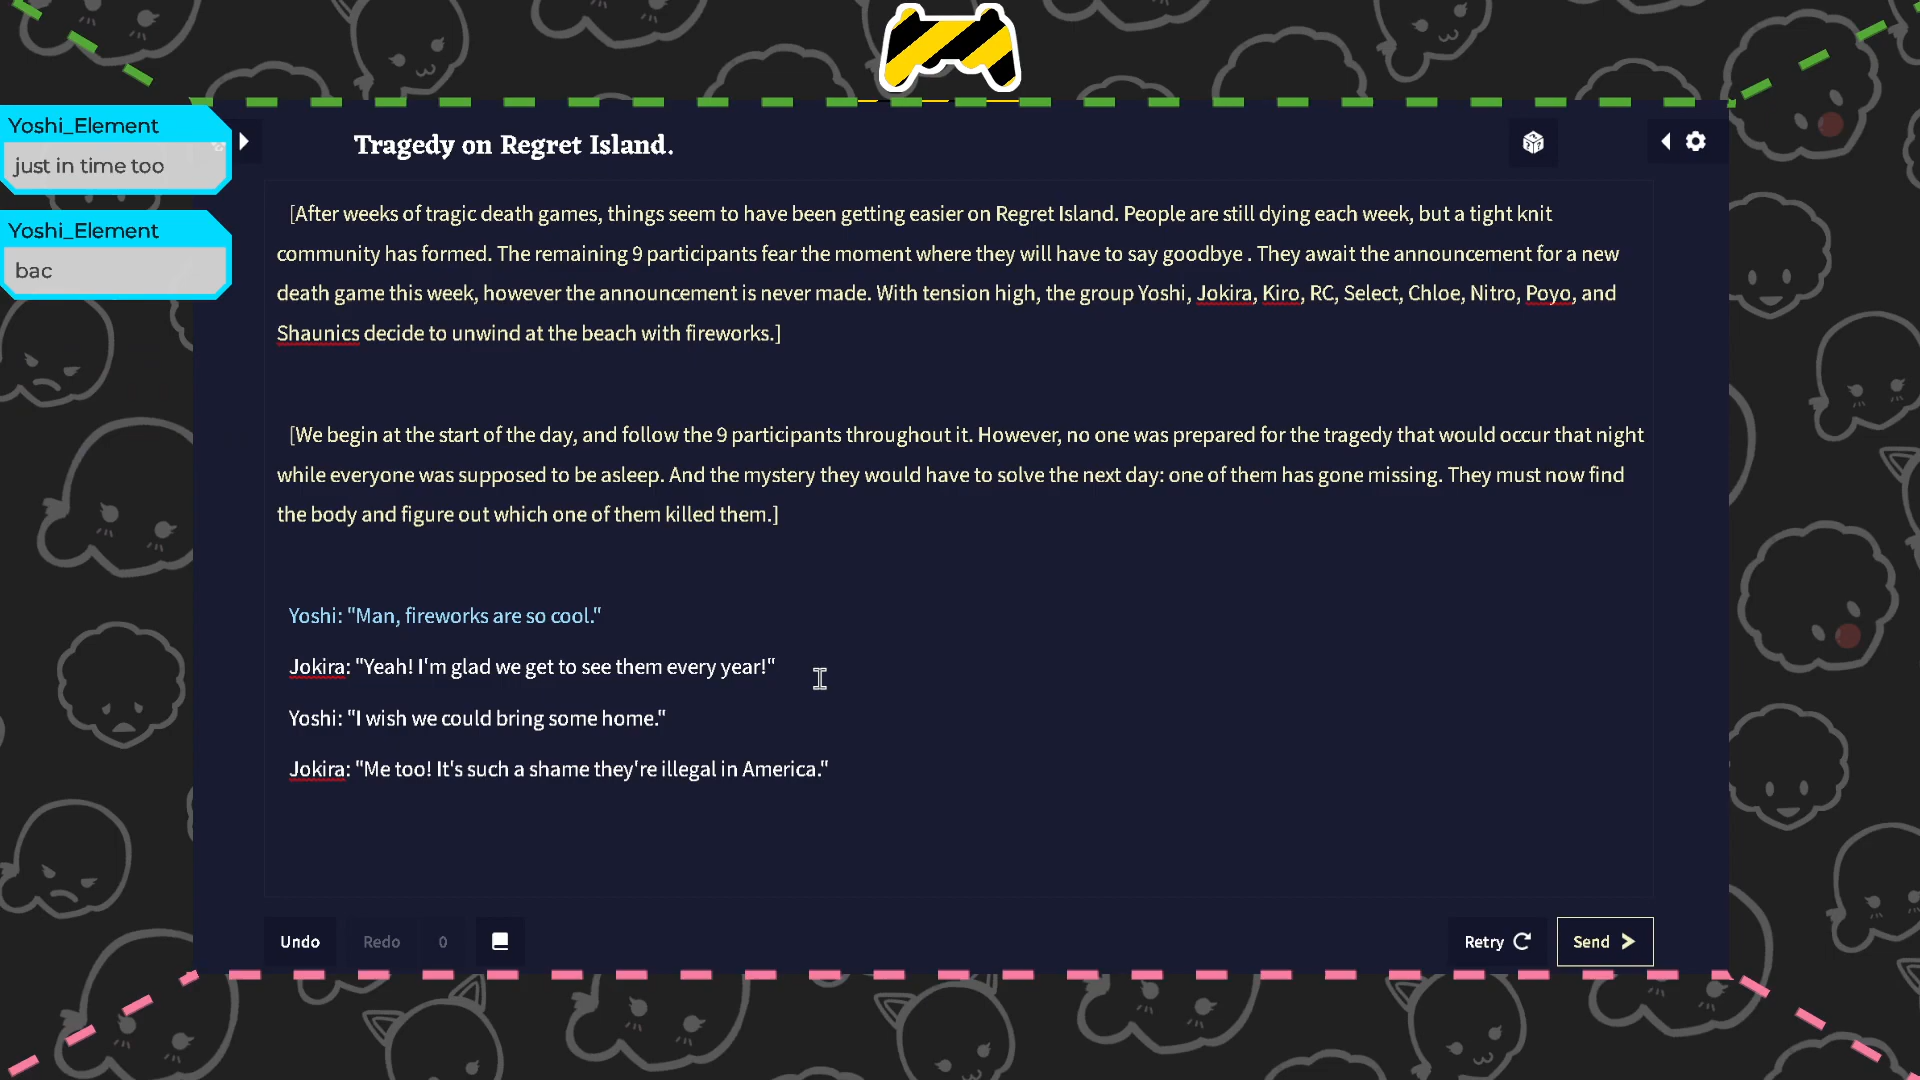 Yoshi_Element
just in time too
Yoshi_Element
bac
Tragedy on Regret Island.
[After weeks of tragic death games, things seem to have been getting easier on Regret Island. People are still dying each week, but a tight knit
community has formed. The remaining 9 participants fear the moment where they will have to say goodbye . They await the announcement for a new
death game this week, however the announcement is never made. With tension high, the group Yoshi, Jokira, Kiro, RC, Select, Chloe, Nitro, Poyo, and
Shaunics decide to unwind at the beach with fireworks.]
[We begin at the start of the day, and follow the 9 participants throughout it. However, no one was prepared for the tragedy that would occur that night
while everyone was supposed to be asleep. And the mystery they would have to solve the next day: one of them has gone missing. They must now find
the body and figure out which one of them killed them.]
Yoshi: "Man, fireworks are so cool."
Jokira: "Yeah! I'm glad we get to see them every year!"
Yoshi: "I wish we could bring some home."
Jokira: "Me too! It's such a shame they're illegal in America."
Undo
Redo
0
Retry
Send